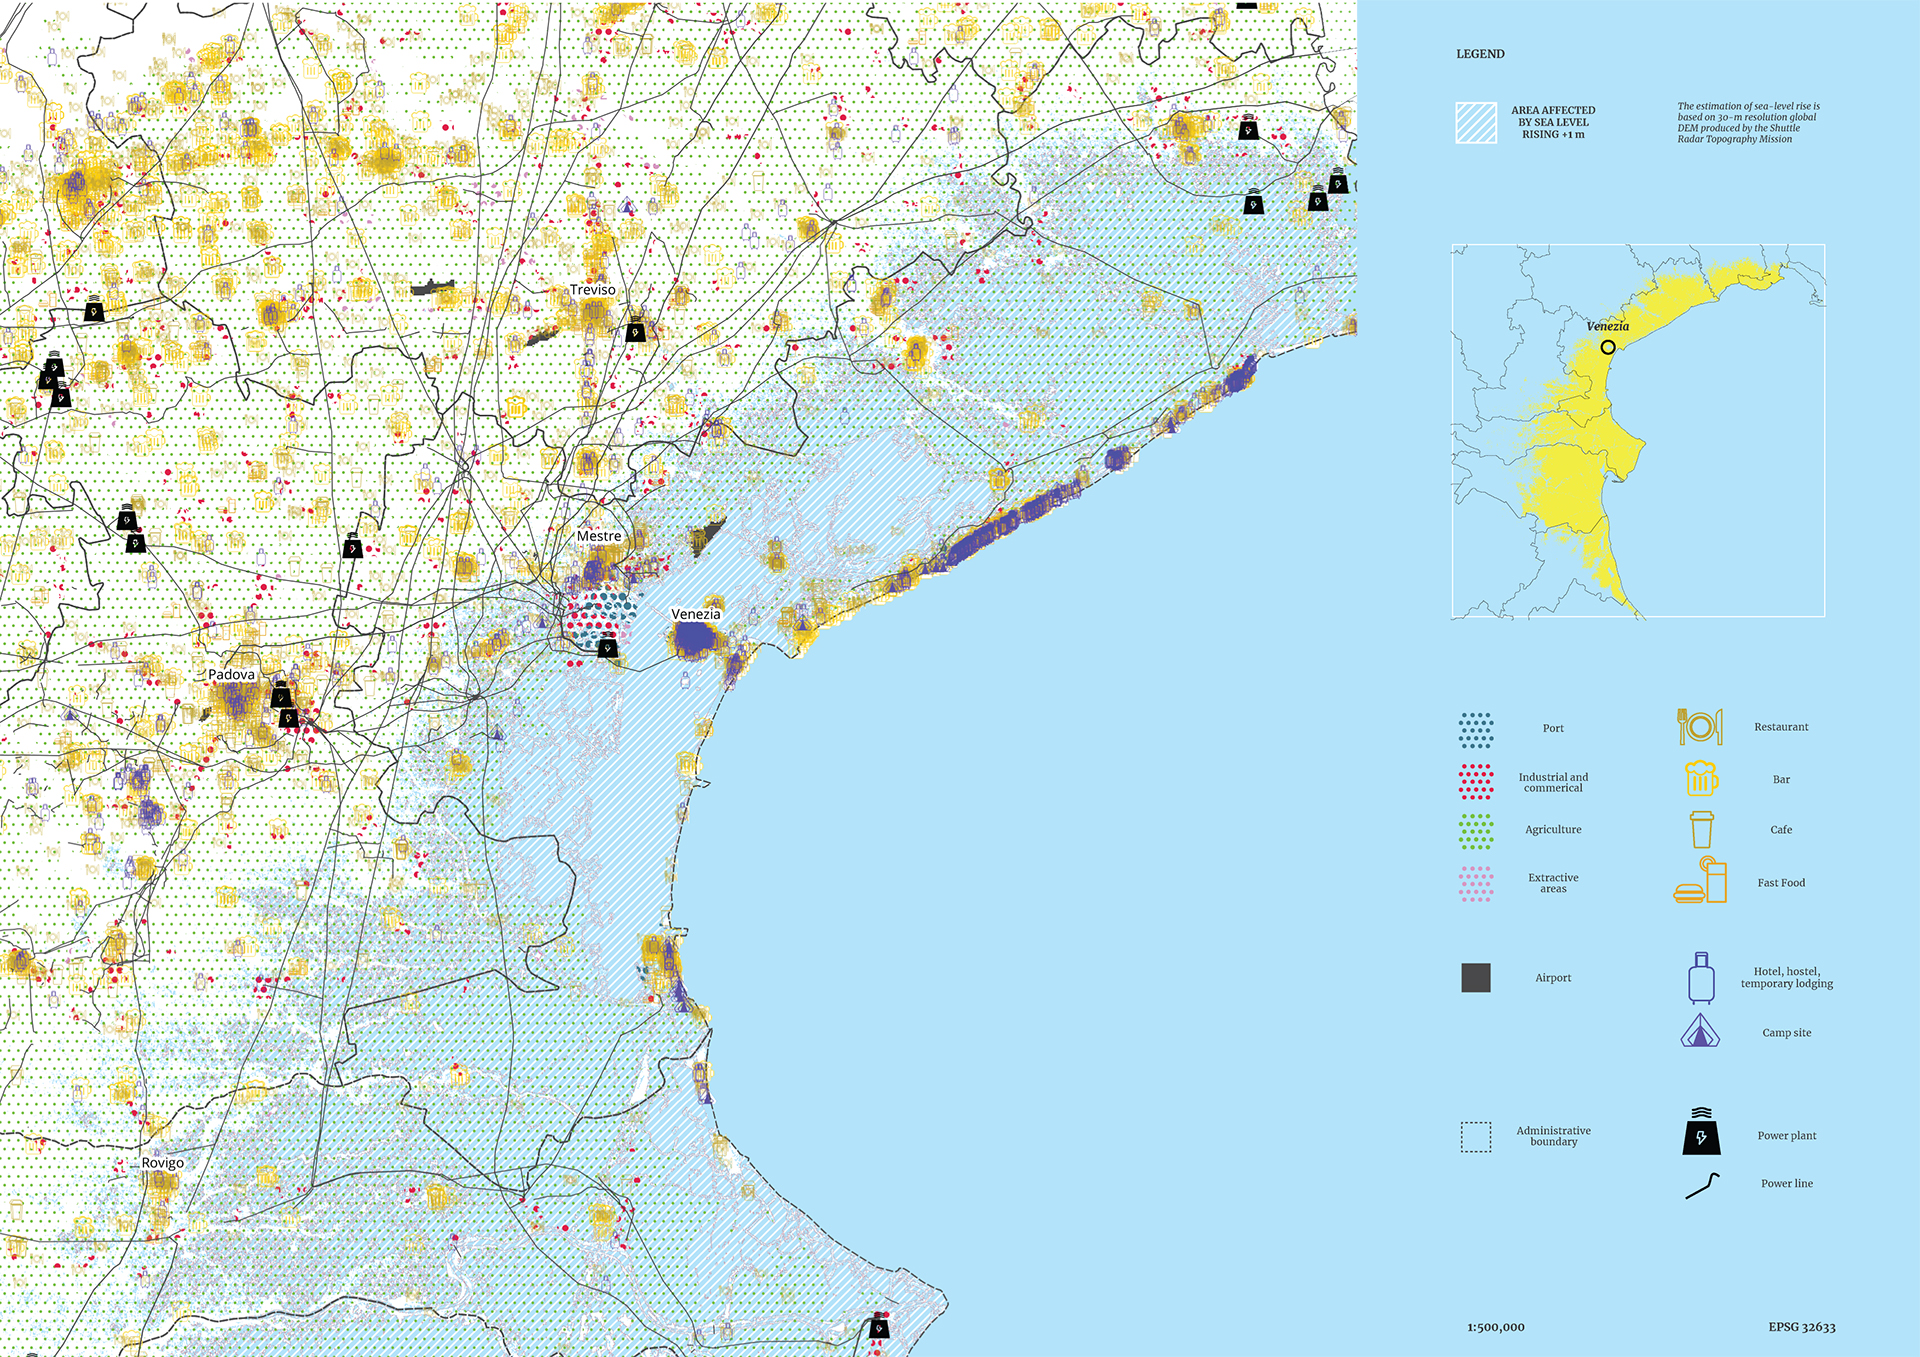 Treviso
Mestre
Venezia
Padova
Rovigo
LEGEND
AREA AFFECTED
BY SEA LEVEL
RISING +1 m
The estimation of sea-level rise is
based on 30-m resolution global
DEM produced by the Shuttle
Radar Topography Mission
Venezia
Port
Industrial and
commerical
Agriculture
Extractive
areas
Airport
Administrative
boundary
Restaurant
Bar
Cafe
Fast Food
Hotel, hostel,
temporary lodging
Camp site
Power plant
Power line
1:500,000
EPSG 32633